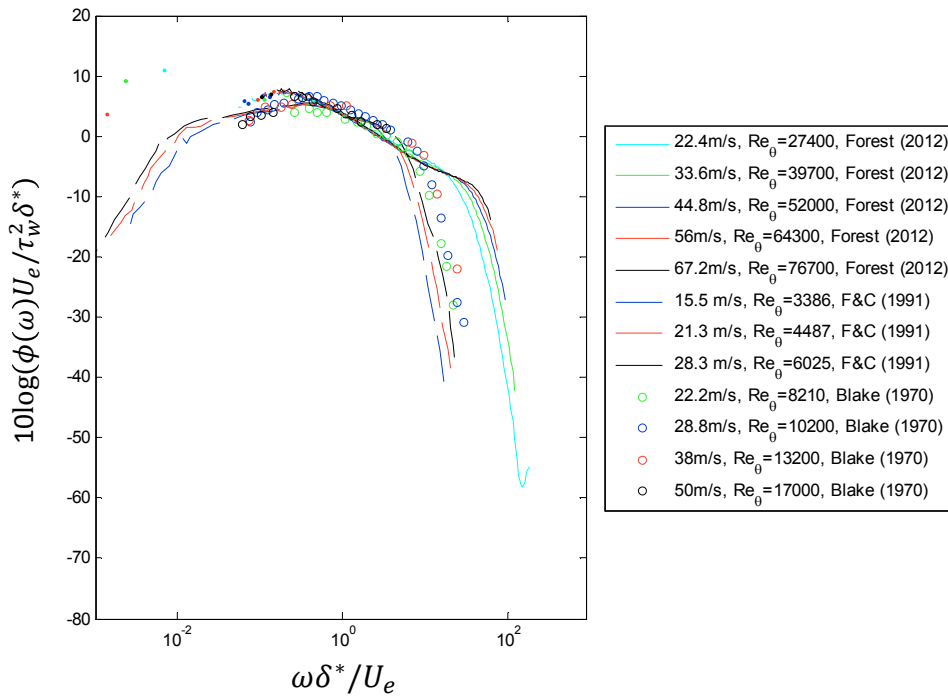 20
10
0
-10
-20
-30
-40
-50
-60
-70
-80
10log(ϕ(ω)U_e/τ_w^2δ*)
10^-2
10^0
10^2
ωδ*/U_e
22.4m/s, Re_θ=27400, Forest (2012)
33.6m/s, Re_θ=39700, Forest (2012)
44.8m/s, Re_θ=52000, Forest (2012)
56m/s, Re_θ=64300, Forest (2012)
67.2m/s, Re_θ=76700, Forest (2012)
15.5 m/s, Re_θ=3386, F&C (1991)
21.3 m/s, Re_θ=4487, F&C (1991)
28.3 m/s, Re_θ=6025, F&C (1991)
22.2m/s, Re_θ=8210, Blake (1970)
28.8m/s, Re_θ=10200, Blake (1970)
38m/s, Re_θ=13200, Blake (1970)
50m/s, Re_θ=17000, Blake (1970)